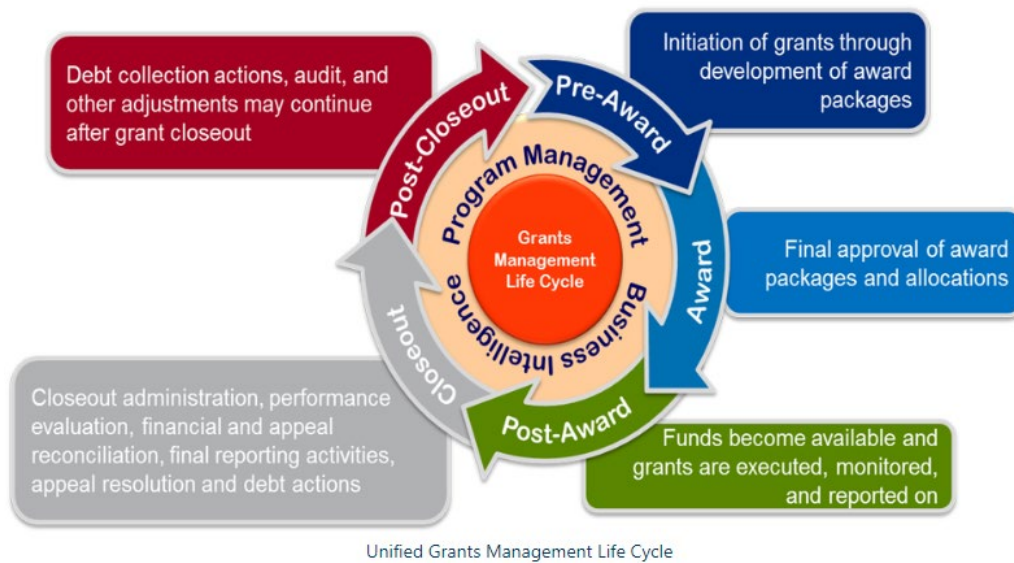 Debt collection actions, audit, and
other adjustments may continue
after grant closeout
Initiation of grants through
development of award
packages
Post-Closeout
Pre-Award
Program Management
Grants
Management
Life Cycle
Business Intelligence
Award
Final approval of award
packages and allocations
Closeout
Post-Award
Closeout administration, performance
evaluation, financial and appeal
reconciliation, final reporting activities,
appeal resolution and debt actions
Funds become available and
grants are executed, monitored,
and reported on
Unified Grants Management Life Cycle